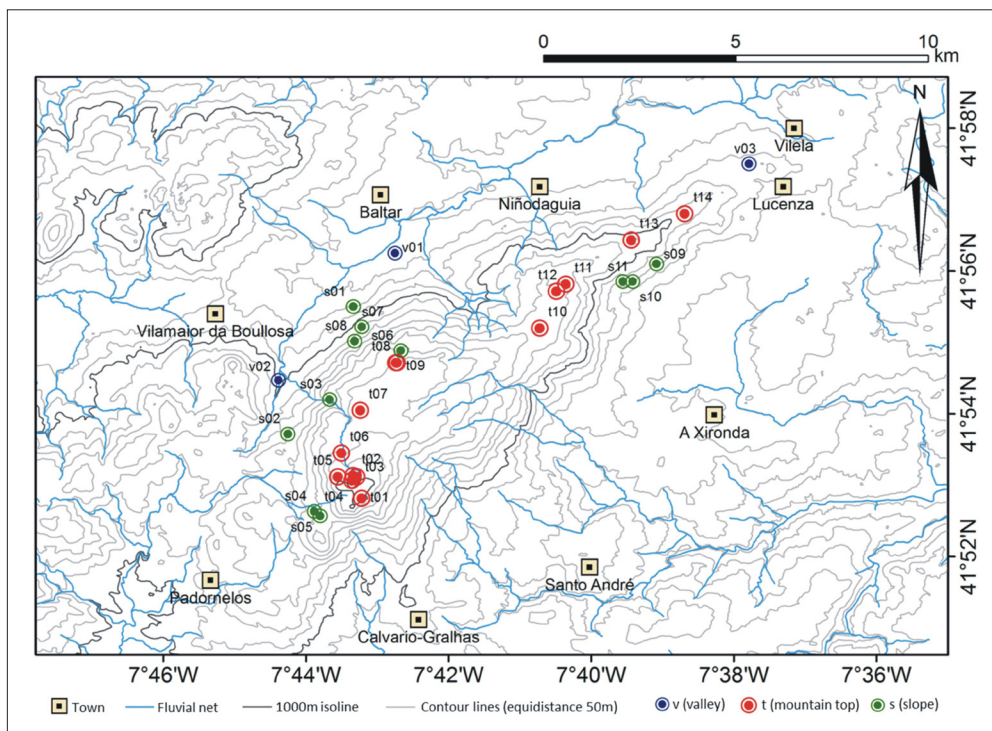 0 5 10
km
N
Vilela
v03
Lucenza
Baltar
Niñodaguia
t14
t13
v01
s09
s11
s10
t12
t11
t10
s01
s07
s08
s06
t08
t09
Vilamaior da Boullosa
v02
s03
t07
s02
A Xironda
t06
t05
t02
t03
t04
t01
s04
s05
Santo André
Padornelos
Calvario-Gralhas
41°58'N
41°56'N
41°54'N
41°52'N
7°46'W 7°44'W 7°42'W 7°40'W 7°38'W 7°36'W
Town Fluvial net 1000m isoline Contour lines (equidistance 50m) v (valley) t (mountain top) s (slope)